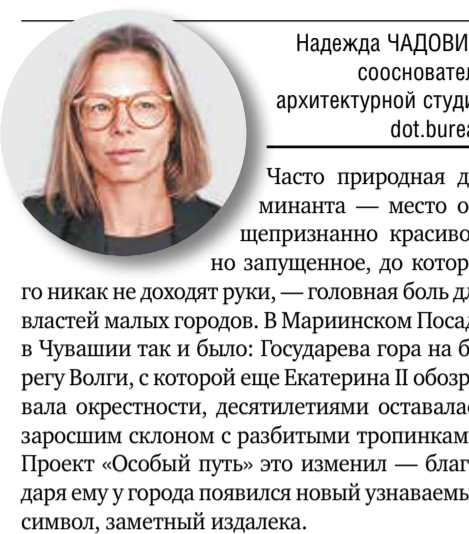 Надежда ЧАДОВИ
сооснователь
архитектурной студи
dot.burea
Часто природная д
минанта — место о
щепризнанно красиво
но запущенное, до котор
го никак не доходят руки, — головная боль дл
властей малых городов. В Мариинском Посад
в Чувашии так и было: Государева гора на б
регу Волги, с которой еще Екатерина II обозр
вала окрестности, десятилетиями оставалас
заросшим склоном с разбитыми тропинкам
Проект «Особый путь» это изменил — благ
даря ему у города появился новый узнаваемы
символ, заметный издалека.